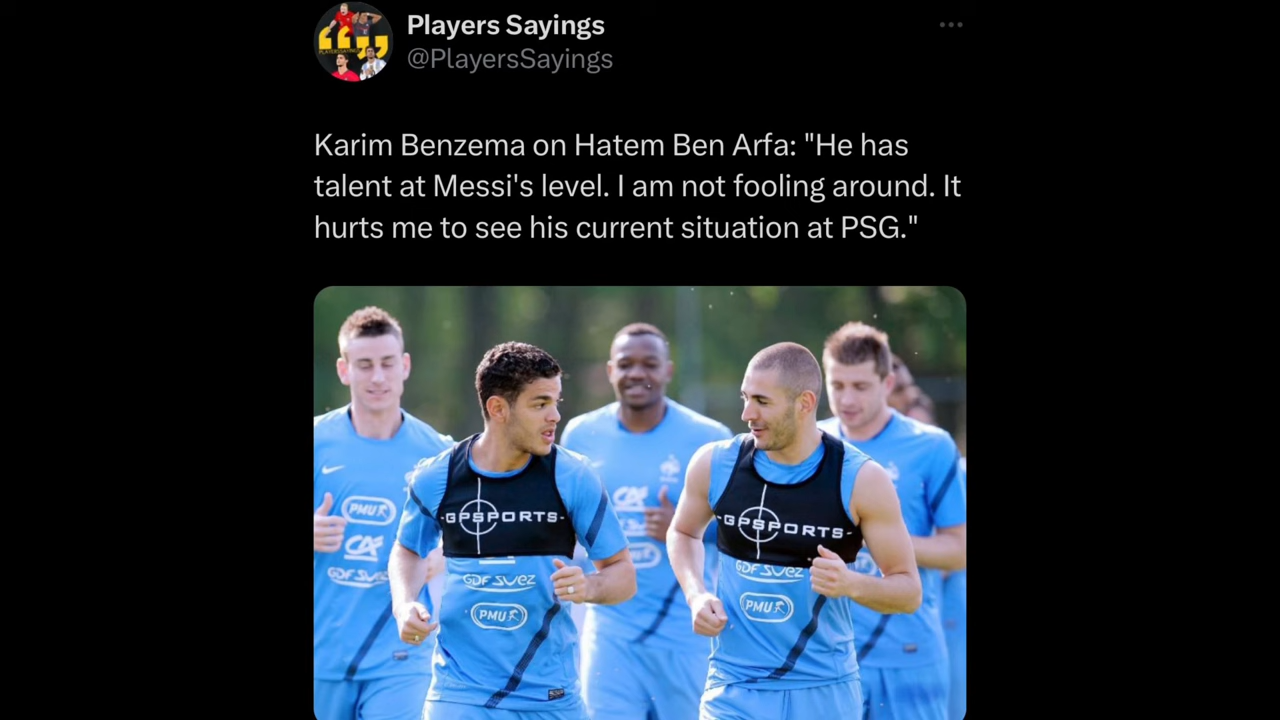 Players Sayings
@PlayersSayings
Karim Benzema on Hatem Ben Arfa: "He has
talent at Messi's level. I am not fooling around. It
hurts me to see his current situation at PSG."
-GPSPORTS-
-GPSPORTS-
PMU
CA
GDF SUEZ
GDF SUEZ
PMU
CA
GDF SUEZ
PMU